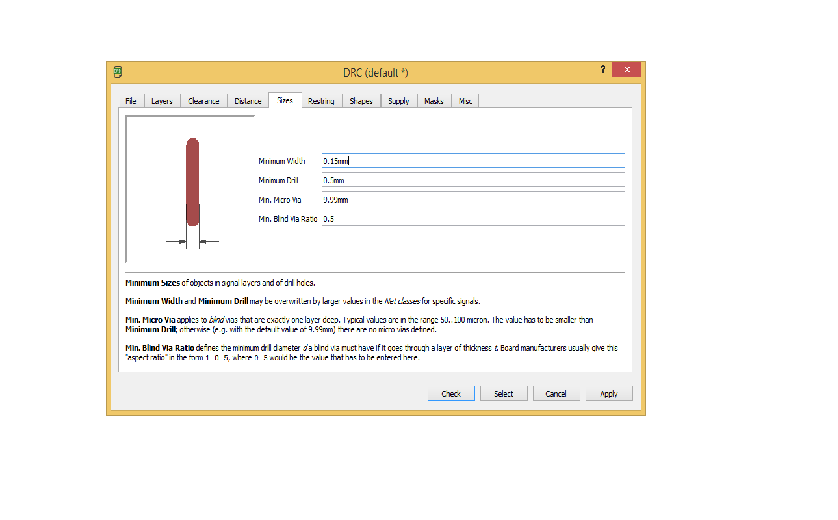 DRC (default *)
? x
File Layers Clearance Distance Sizes Restring Shapes Supply Masks Misc
Minimum Width 0.15mm
Minimum Drill 0.3mm
Min. Micro Via 9.99mm
Min. Blind Via Ratio 0.5
Minimum Sizes of objects in signal layers and of drill holes.
Minimum Width and Minimum Drill may be overwritten by larger values in the Net classes for specific signals.
Min. Micro Via applies to blind vias that are exactly one layer deep. Typical values are in the range 50..100 micron. The value has to be smaller than
Minimum Drill; otherwise (e.g. with the default value of 9.99mm) there are no micro vias defined.
Min. Blind Via Ratio defines the minimum drill diameter d a blind via must have if it goes through a layer of thickness t. Board manufacturers usually give this
"aspect ratio" in the form 1:0.5, where 0.5 would be the value that has to be entered here.
Check Select Cancel Apply